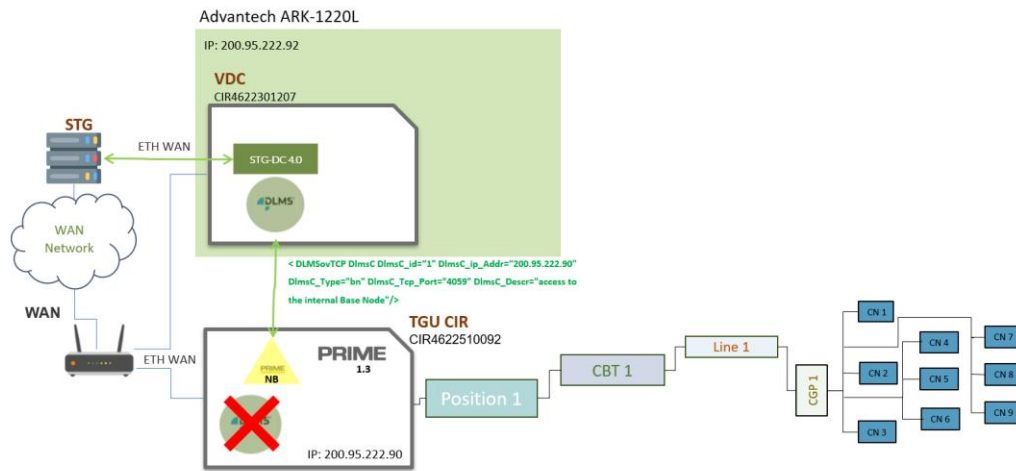 Advantech ARK-1220L
IP: 200.95.222.92
VDC
CIR4622301207
STG
ETH WAN
STG-DC 4.0
DLMS
WAN
Network
< DLMSovTCP DlmsC DlmsC_id="1" DlmsC_ip_Addr="200.95.222.90"
DlmsC_Type="bn" DlmsC_Tcp_Port="4059" DlmsC_Descr="access to
the internal Base Node"/>
WAN
ETH WAN
TGU CIR
CIR4622510092
PRIME
1.3
PRIME
NB
DLMS
IP: 200.95.222.90
Position 1
CBT 1
Line 1
CGP 1
CN 1
CN 2
CN 3
CN 4
CN 5
CN 6
CN 7
CN 8
CN 9